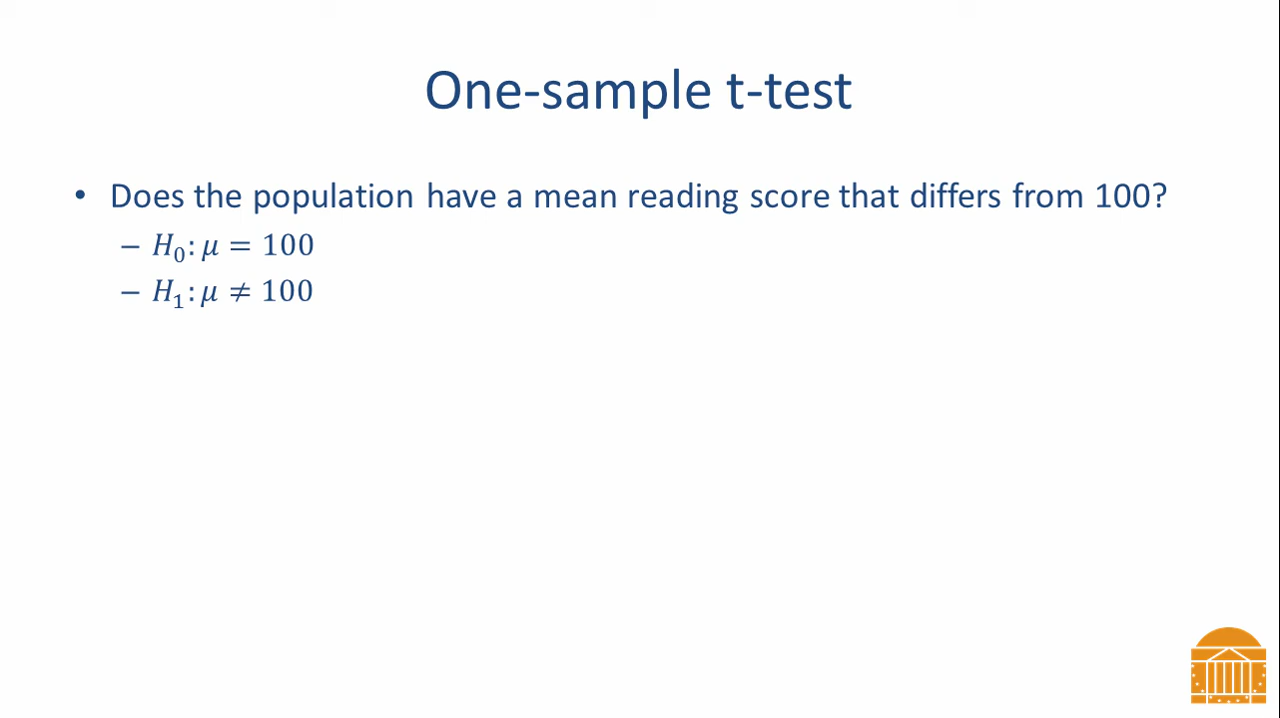 One-sample t-test
• Does the population have a mean reading score that differs from 100?
– H₀: μ = 100
– H₁: μ ≠ 100